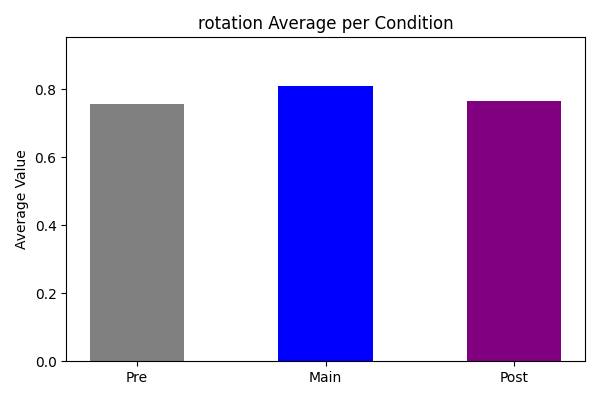 rotation Average per Condition
Average Value
0.8
0.6
0.4
0.2
0.0
Pre
Main
Post